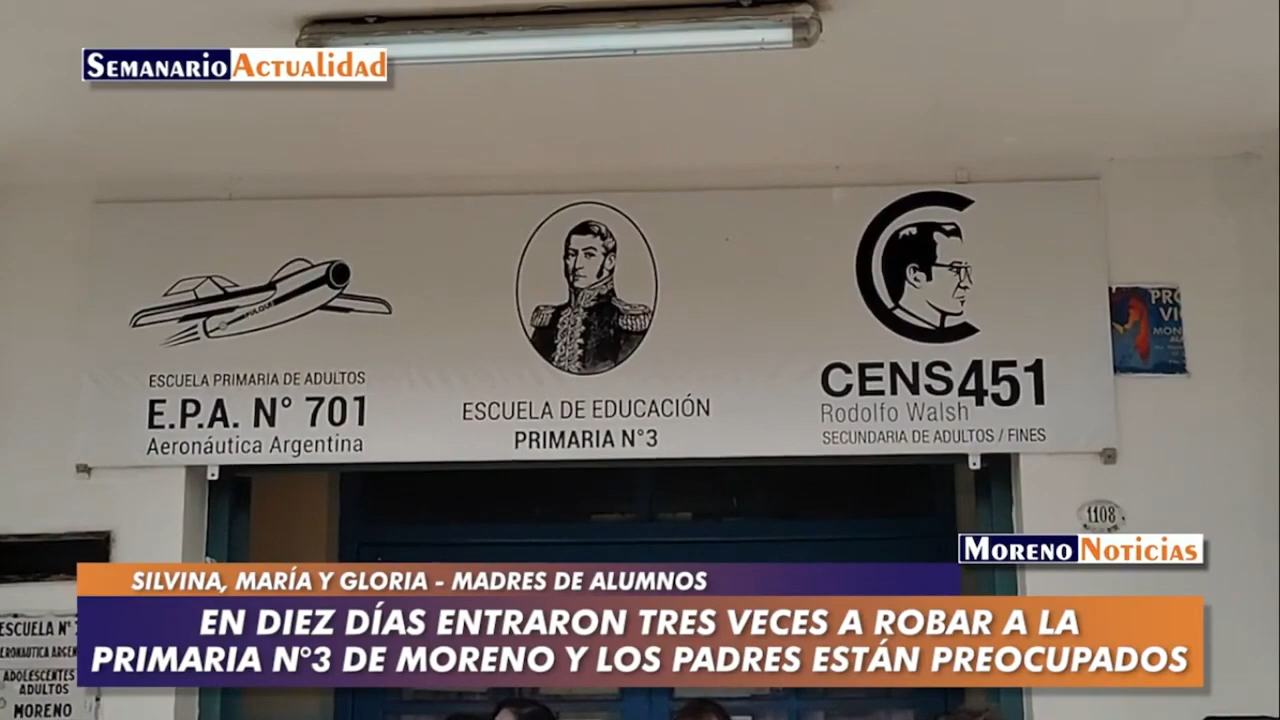 SEMANARIO ACTUALIDAD
ESCUELA PRIMARIA DE ADULTOS
E.P.A. N° 701
Aeronáutica Argentina
ESCUELA DE EDUCACIÓN
PRIMARIA N°3
CENS451
Rodolfo Walsh
SECUNDARIA DE ADULTOS / FINES
1108
MORENO NOTICIAS
SILVINA, MARÍA Y GLORIA - MADRES DE ALUMNOS
EN DIEZ DÍAS ENTRARON TRES VECES A ROBAR A LA
PRIMARIA N°3 DE MORENO Y LOS PADRES ESTÁN PREOCUPADOS
ESCUELA
ADOLESCENTES
ADULTOS
MORENO